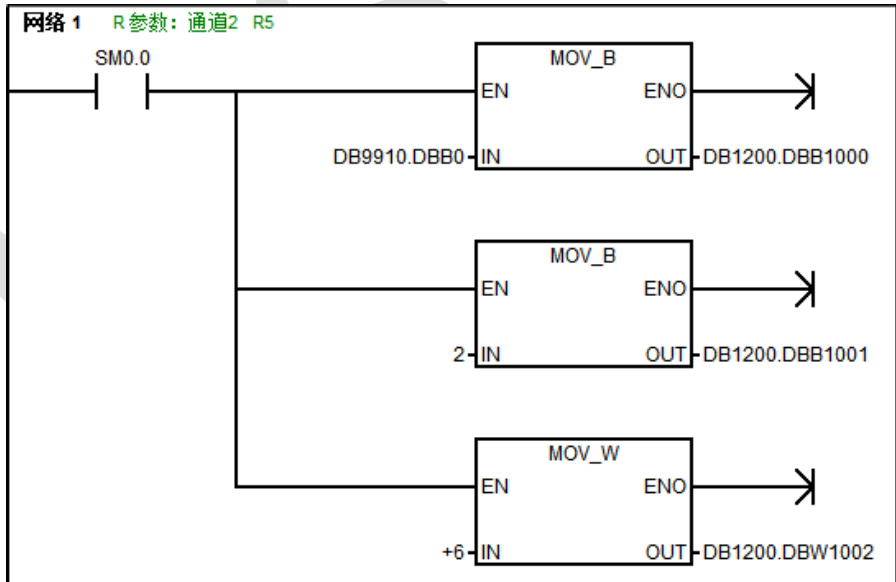 网络 1 R参数：通道2 R5
SM0.0
MOV_B
EN ENO
DB9910.DBB0 IN OUT DB1200.DBB1000
MOV_B
EN ENO
2 IN OUT DB1200.DBB1001
MOV_W
EN ENO
+6 IN OUT DB1200.DBW1002